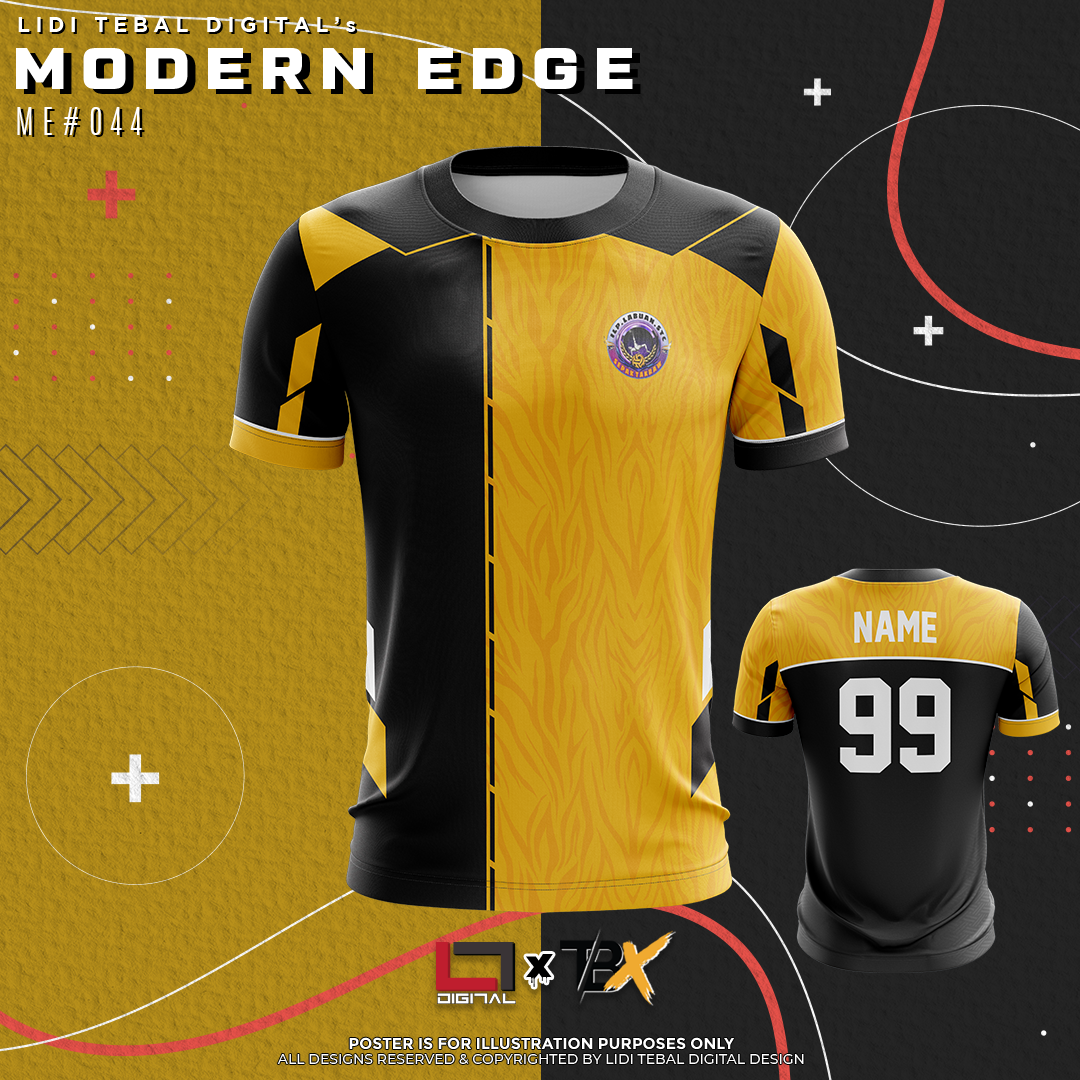 LIDI TEBAL DIGITAL's
MODERN EDGE
ME#044
LABUAN
NAME
99
DIGITAL
X
TBX
POSTER IS FOR ILLUSTRATION PURPOSES ONLY
ALL DESIGNS RESERVED & COPYRIGHTED BY LIDI TEBAL DIGITAL DESIGN